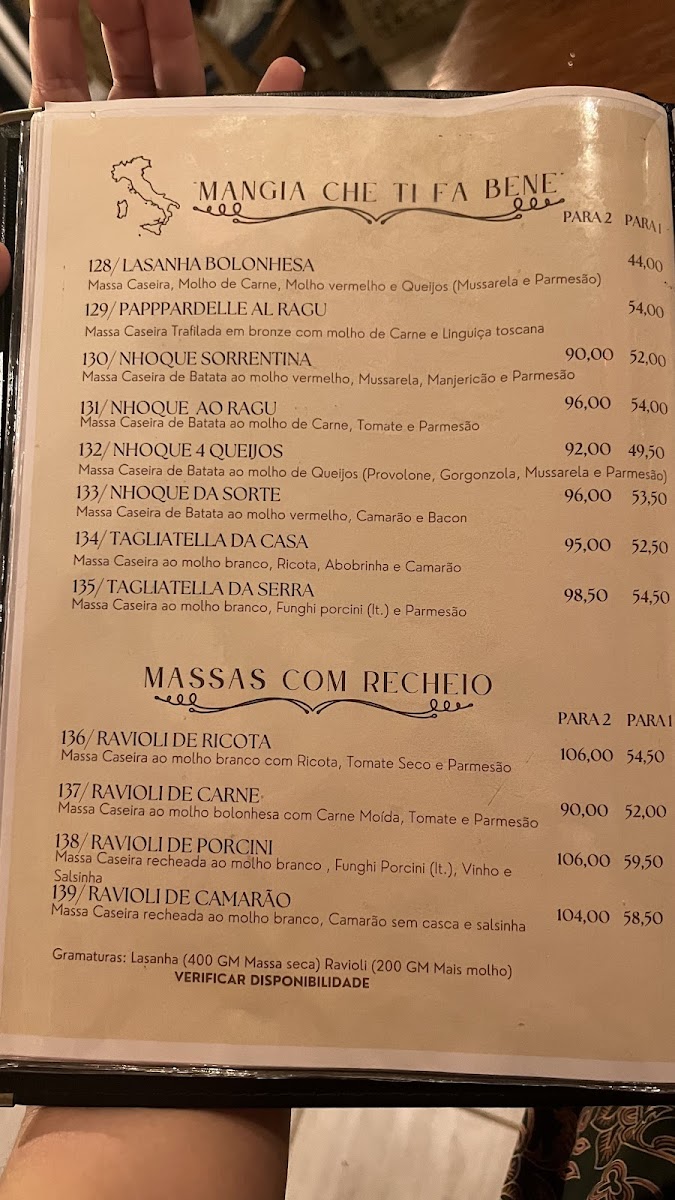 "MANGIA CHE TI FA BENE"
PARA 2 PARA 1
128/ LASANHA BOLONHESA 44,00
Massa Caseira, Molho de Carne, Molho vermelho e Queijos (Mussarela e Parmesão)
129/ PAPPPARDELLE AL RAGU 54,00
Massa Caseira Trafilada em bronze com molho de Carne e Linguiça toscana
130/ NHOQUE SORRENTINA 90,00 52,00
Massa Caseira de Batata ao molho vermelho, Mussarela, Manjericão e Parmesão
131/ NHOQUE AO RAGU 96,00 54,00
Massa Caseira de Batata ao molho de Carne, Tomate e Parmesão
132/ NHOQUE 4 QUEIJOS 92,00 49,50
Massa Caseira de Batata ao molho de Queijos (Provolone, Gorgonzola, Mussarela e Parmesão)
133/ NHOQUE DA SORTE 96,00 53,50
Massa Caseira de Batata ao molho vermelho, Camarão e Bacon
134/ TAGLIATELLA DA CASA 95,00 52,50
Massa Caseira ao molho branco, Ricota, Abobrinha e Camarão
135/ TAGLIATELLA DA SERRA 98,50 54,50
Massa Caseira ao molho branco, Funghi porcini (It.) e Parmesão
MASSAS COM RECHEIO
PARA 2 PARA 1
136/ RAVIOLI DE RICOTA 106,00 54,50
Massa Caseira ao molho branco com Ricota, Tomate Seco e Parmesão
137/ RAVIOLI DE CARNE 90,00 52,00
Massa Caseira ao molho bolonhesa com Carne Moída, Tomate e Parmesão
138/ RAVIOLI DE PORCINI 106,00 59,50
Massa Caseira recheada ao molho branco , Funghi Porcini (It.), Vinho e
Salsinha
139/ RAVIOLI DE CAMARÃO 104,00 58,50
Massa Caseira recheada ao molho branco, Camarão sem casca e salsinha
Gramaturas: Lasanha (400 GM Massa seca) Ravioli (200 GM Mais molho)
VERIFICAR DISPONIBILIDADE